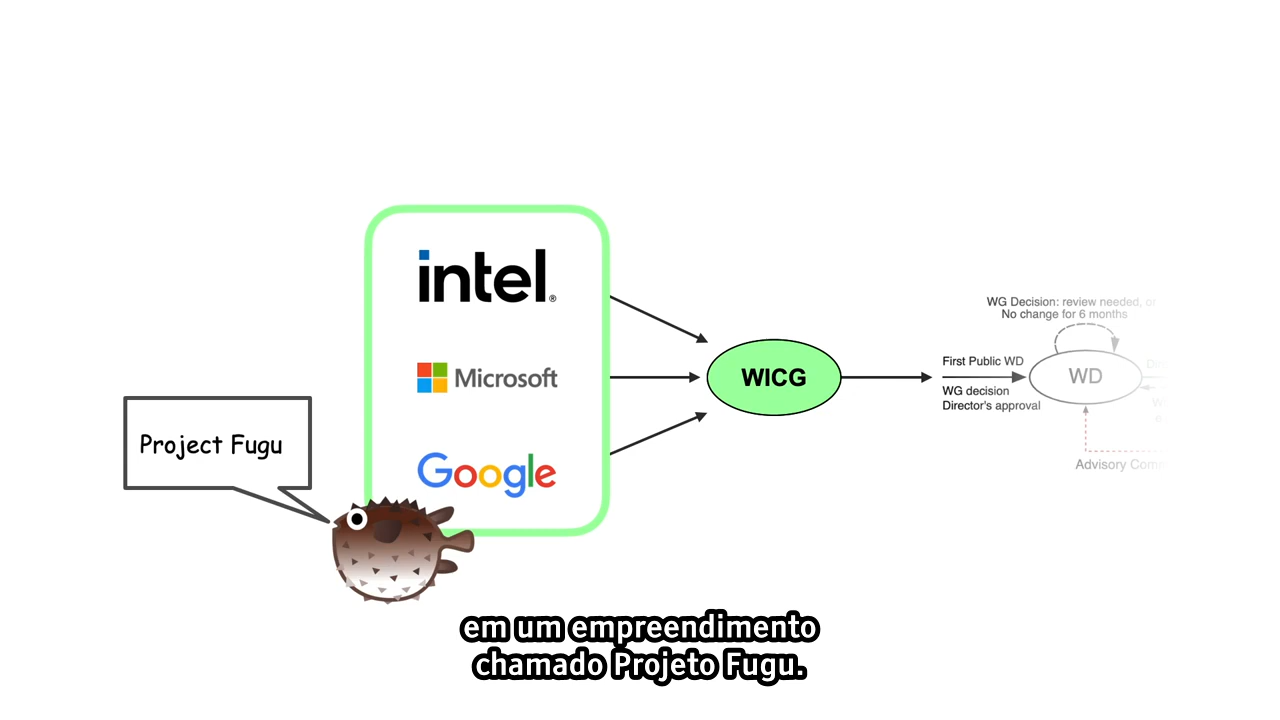 intel
®
Microsoft
Google
Project Fugu
WICG
WG Decision: review needed, or
No change for 6 months
First Public WD
WG decision
Director's approval
WD
Advisory
em um empreendimento
chamado Projeto Fugu.